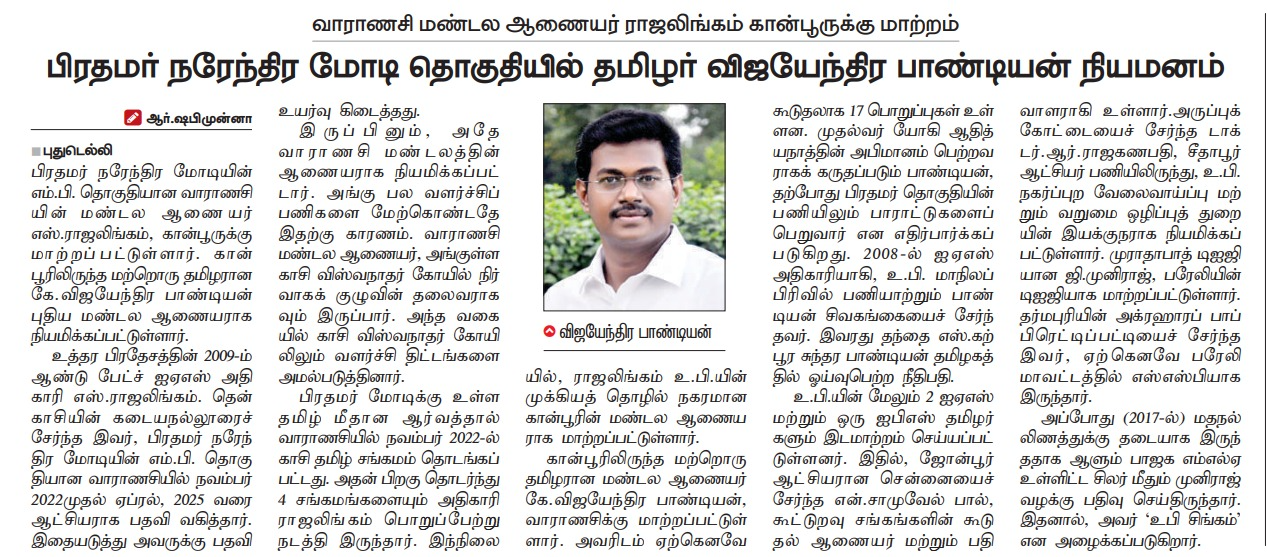 வாராணசி மண்டல ஆணையர் ராஜலிங்கம் கான்பூருக்கு மாற்றம்
பிரதமர் நரேந்திர மோடி தொகுதியில் தமிழர் விஜயேந்திர பாண்டியன் நியமனம்
ஆர்.ஷபிமுன்னா
புதுடெல்லி
பிரதமர் நரேந்திர மோடியின்
எம்.பி. தொகுதியான வாராணசி
யின் மண்டல ஆணையர்
எஸ்.ராஜலிங்கம், கான்பூருக்கு
மாற்றப்பட்டுள்ளார். கான்
பூரிலிருந்த மற்றொரு தமிழரான
கே.விஜயேந்திர பாண்டியன்
புதிய மண்டல ஆணையராக
நியமிக்கப்பட்டுள்ளார்.
உத்தர பிரதேசத்தின் 2009-ம்
ஆண்டு பேட்ச் ஐஏஎஸ் அதி
காரி எஸ்.ராஜலிங்கம். தென்
காசியின் கடையநல்லூரைச்
சேர்ந்த இவர், பிரதமர் நரேந்
திர மோடியின் எம்.பி. தொகு
தியான வாராணசியில் நவம்பர்
2022முதல் ஏப்ரல், 2025 வரை
ஆட்சியராக பதவி வகித்தார்.
இதையடுத்து அவருக்கு பதவி
உயர்வு கிடைத்தது.
இருப்பினும், அதே
வாராணசி மண்டலத்தின்
ஆணையராக நியமிக்கப்பட்
டார். அங்கு பல வளர்ச்சிப்
பணிகளை மேற்கொண்டதே
இதற்கு காரணம். வாராணசி
மண்டல ஆணையர், அங்குள்ள
காசி விஸ்வநாதர் கோயில் நிர்
வாகக் குழுவின் தலைவராக
வும் இருப்பார். அந்த வகை
யில் காசி விஸ்வநாதர் கோயி
லிலும் வளர்ச்சி திட்டங்களை
அமல்படுத்தினார்.
பிரதமர் மோடிக்கு உள்ள
தமிழ் மீதான ஆர்வத்தால்
வாராணசியில் நவம்பர் 2022-ல்
காசி தமிழ் சங்கமம் தொடங்கப்
பட்டது. அதன் பிறகு தொடர்ந்து
4 சங்கமங்களையும் அதிகாரி
ராஜலிங்கம் பொறுப்பேற்று
நடத்தி இருந்தார். இந்நிலை
விஜயேந்திர பாண்டியன்
யில், ராஜலிங்கம் உ.பி.யின்
முக்கியத் தொழில் நகரமான
கான்பூரின் மண்டல ஆணைய
ராக மாற்றப்பட்டுள்ளார்.
கான்பூரிலிருந்த மற்றொரு
தமிழரான மண்டல ஆணையர்
கே.விஜயேந்திர பாண்டியன்,
வாராணசிக்கு மாற்றப்பட்டுள்
ளார். அவரிடம் ஏற்கெனவே
கூடுதலாக 17 பொறுப்புகள் உள்
ளன. முதல்வர் யோகி ஆதித்
யநாத்தின் அபிமானம் பெற்றவ
ராகக் கருதப்படும் பாண்டியன்,
தற்போது பிரதமர் தொகுதியின்
பணியிலும் பாராட்டுகளைப்
பெறுவார் என எதிர்பார்க்கப்
படுகிறது. 2008-ல் ஐஏஎஸ்
அதிகாரியாகி, உ.பி. மாநிலப்
பிரிவில் பணியாற்றும் பாண்
டியன் சிவகங்கையைச் சேர்ந்
தவர். இவரது தந்தை எஸ்.கற்
பூர சுந்தர பாண்டியன் தமிழகத்
தில் ஓய்வுபெற்ற நீதிபதி.
உ.பி.யின் மேலும் 2 ஐஏஎஸ்
மற்றும் ஒரு ஐபிஎஸ் தமிழர்
களும் இடமாற்றம் செய்யப்பட்
டுள்ளனர். இதில், ஜோன்பூர்
ஆட்சியரான சென்னையைச்
சேர்ந்த என்.சாமுவேல் பால்,
கூட்டுறவு சங்கங்களின் கூடு
தல் ஆணையர் மற்றும் பதி
வாளராகி உள்ளார்.அருப்புக்
கோட்டையைச் சேர்ந்த டாக்
டர்.ஆர்.ராஜகணபதி, சீதாபூர்
ஆட்சியர் பணியிலிருந்து, உ.பி.
நகர்ப்புற வேலைவாய்ப்பு மற்
றும் வறுமை ஒழிப்புத் துறை
யின் இயக்குநராக நியமிக்கப்
பட்டுள்ளார். முராதாபாத் டிஐஜி
யான ஜி.முனிராஜ், பரேலியின்
டிஐஜியாக மாற்றப்பட்டுள்ளார்.
தர்மபுரியின் அக்ரஹாரப் பாப்
பிரெட்டிப்பட்டியைச் சேர்ந்த
இவர், ஏற்கெனவே பரேலி
மாவட்டத்தில் எஸ்எஸ்பியாக
இருந்தார்.
அப்போது (2017-ல்) மதநல்
லிணத்துக்கு தடையாக இருந்
ததாக ஆளும் பாஜக எம்எல்ஏ
உள்ளிட்ட சிலர் மீதும் முனிராஜ்
வழக்கு பதிவு செய்திருந்தார்.
இதனால், அவர் ‘உபி சிங்கம்’
என அழைக்கப்படுகிறார்.